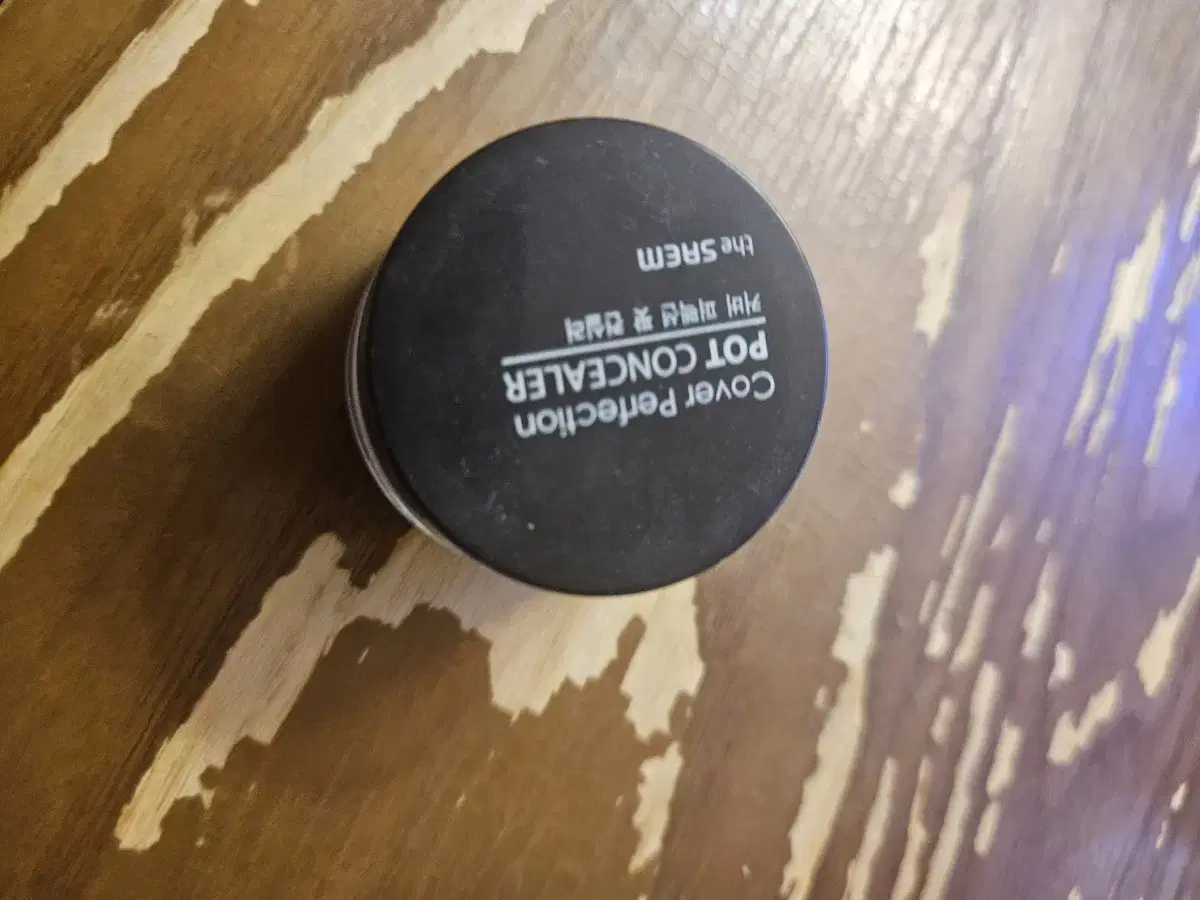 Cover Perfection
POT CONCEALER
커버 퍼펙션 팟 컨실러
the SAEM